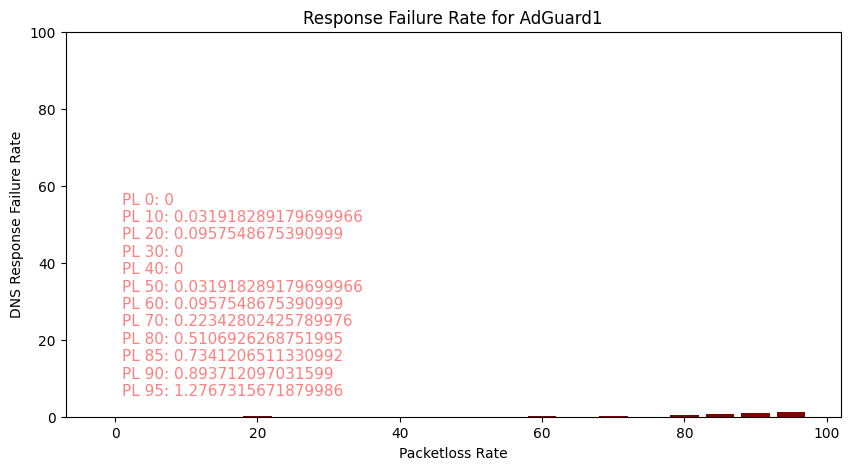 Response Failure Rate for AdGuard1
100
80
60
40
20
0
DNS Response Failure Rate
PL 0: 0
PL 10: 0.031918289179699966
PL 20: 0.0957548675390999
PL 30: 0
PL 40: 0
PL 50: 0.031918289179699966
PL 60: 0.0957548675390999
PL 70: 0.22342802425789976
PL 80: 0.5106926268751995
PL 85: 0.7341206511330992
PL 90: 0.893712097031599
PL 95: 1.2767315671879986
0 20 40 60 80 100
Packetloss Rate